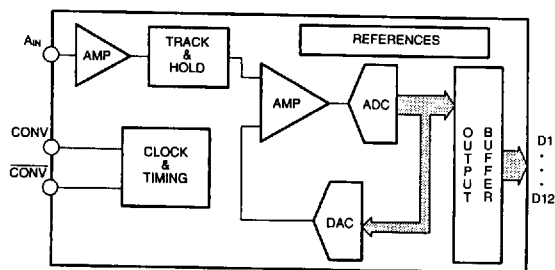 AIN
AMP
TRACK
&
HOLD
REFERENCES
AMP
ADC
OUTPUT
BUFFER
CONV
CONV
CLOCK
&
TIMING
DAC
D1
.
.
.
D12